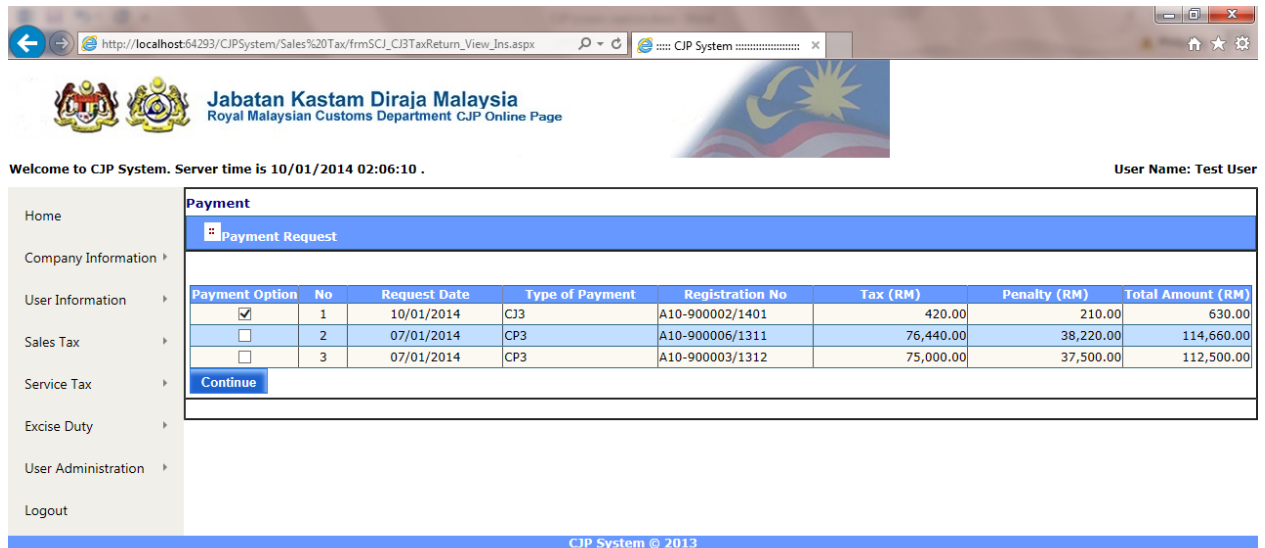 http://localhost:64293/CJPSystem/Sales%20Tax/frmSCJ_CJ3TaxReturn_View_Ins.aspx
::::: CJP System ::::::::::::::::::::::
Jabatan Kastam Diraja Malaysia
Royal Malaysian Customs Department CJP Online Page
Welcome to CJP System. Server time is 10/01/2014 02:06:10 .
User Name: Test User
Home
Company Information
User Information
Sales Tax
Service Tax
Excise Duty
User Administration
Logout
Payment
Payment Request
Payment Option No Request Date Type of Payment Registration No Tax (RM) Penalty (RM) Total Amount (RM)
1 10/01/2014 CJ3 A10-900002/1401 420.00 210.00 630.00
2 07/01/2014 CP3 A10-900006/1311 76,440.00 38,220.00 114,660.00
3 07/01/2014 CP3 A10-900003/1312 75,000.00 37,500.00 112,500.00
Continue
CJP System © 2013